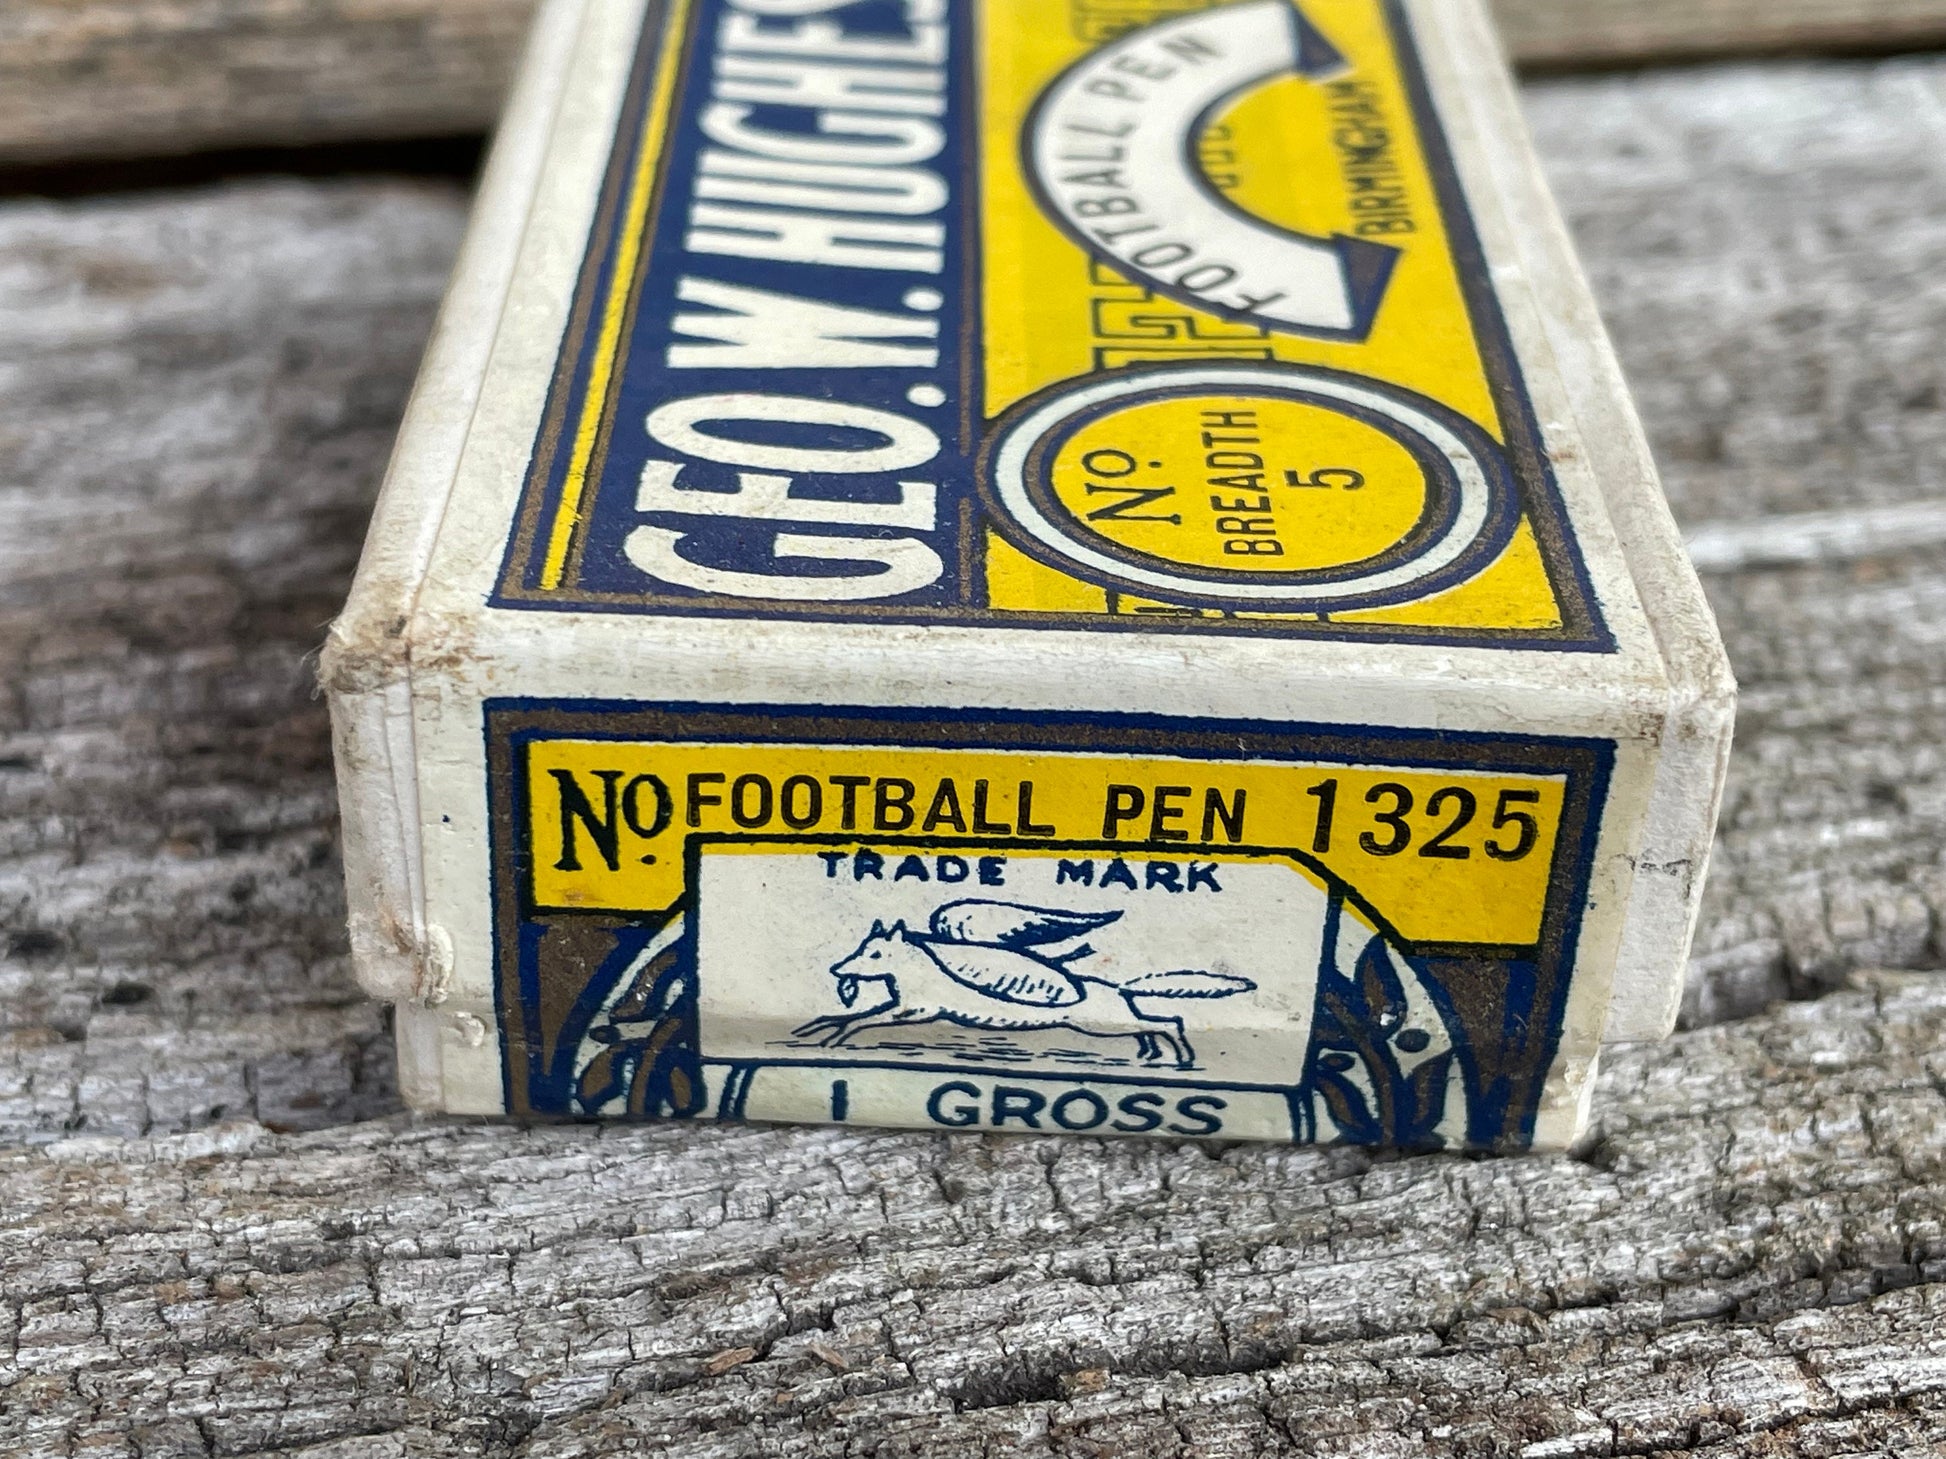 GEO. W. HUGHES
FOOTBALL PEN
BIRMINGHAM
No.
BREADTH
5
No. FOOTBALL PEN 1325
TRADE MARK
1 GROSS